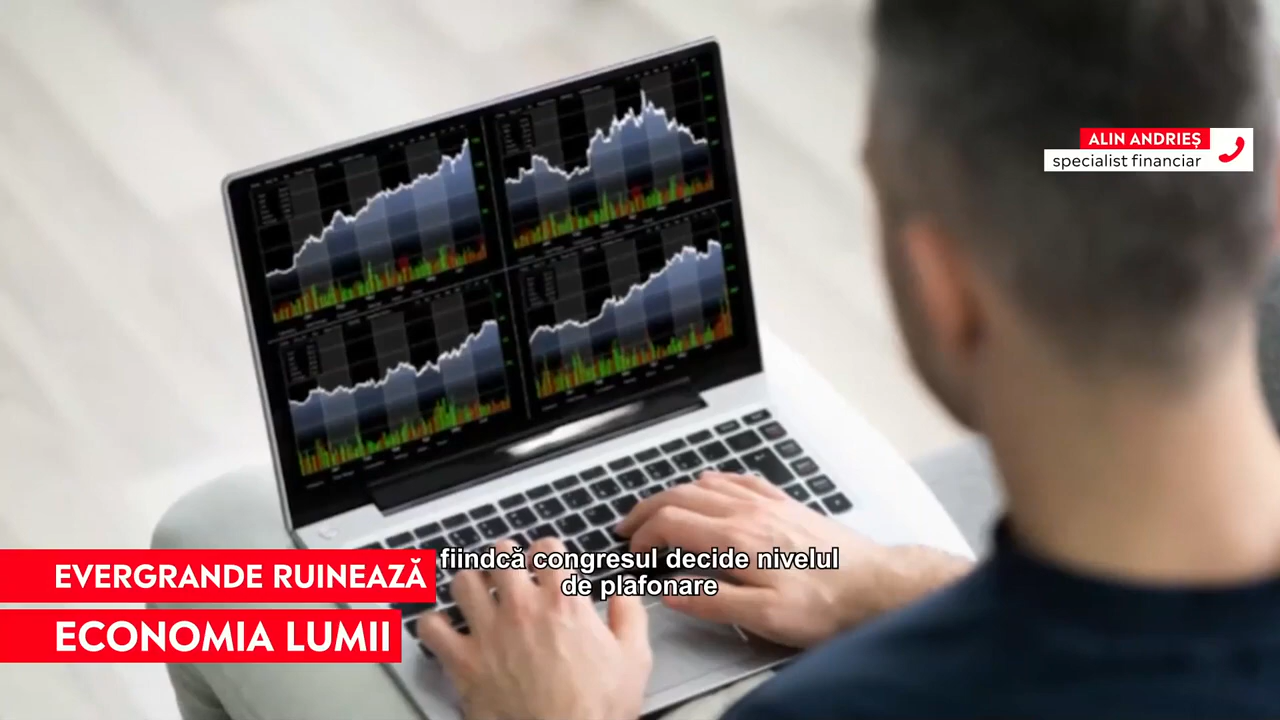 ALIN ANDRIEȘ
specialist financiar
fiindcă congresul decide nivelul
de plafonare
EVERGRANDE RUINEAZĂ
ECONOMIA LUMII